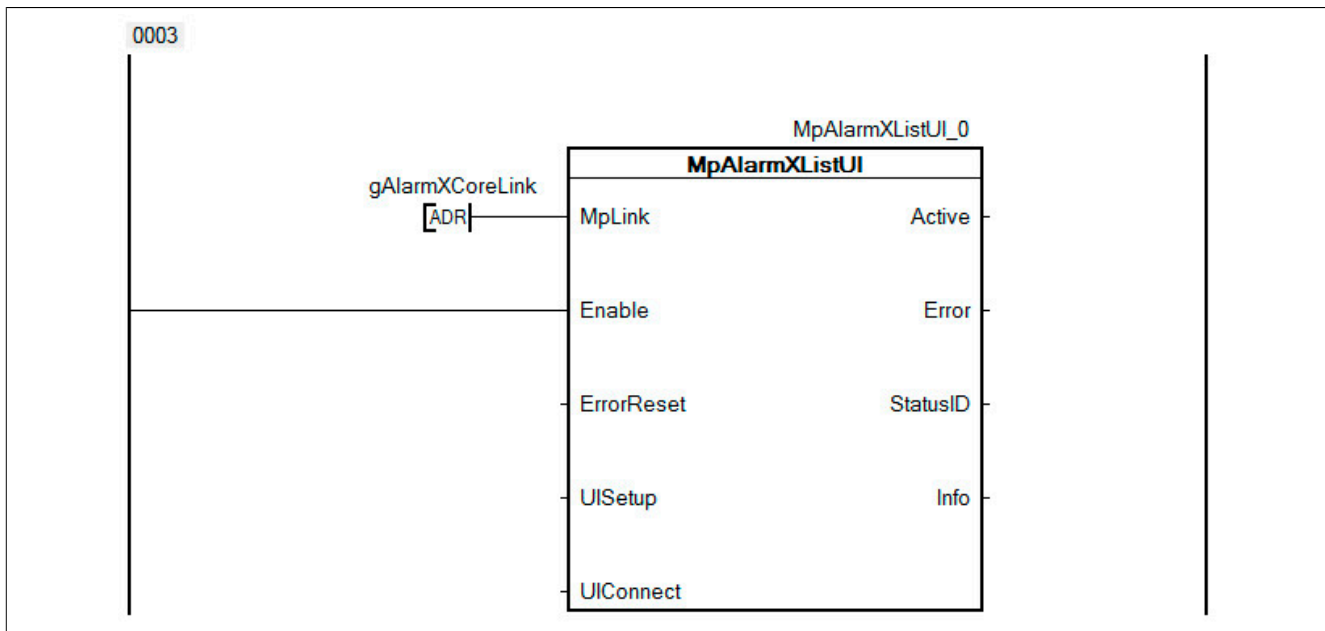 0003
MpAlarmXListUI_0
MpAlarmXListUI
gAlarmXCoreLink
ADR
MpLink Active
Enable Error
ErrorReset StatusID
UISetup Info
UIConnect